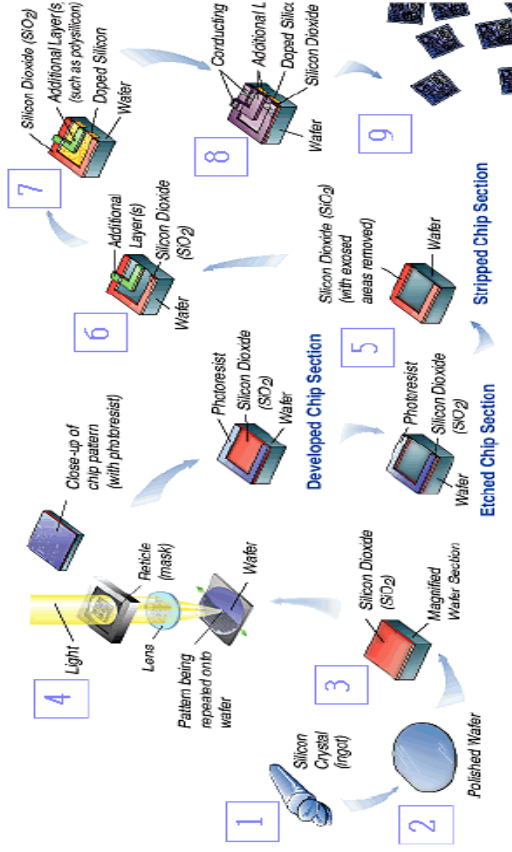 1
Silicon
Crystal
(ingot)
2
Polished Wafer
3
Silicon Dioxide
(SiO2)
Magnified
Wafer Section
4
Light
Reticle
(mask)
Lens
Wafer
Pattern being
repeated onto
wafer
Close-up of
chip pattern
(with photoresist)
Photoresist
Silicon Dioxide
(SiO2)
Wafer
Developed Chip Section
Photoresist
Silicon Dioxide
(SiO2)
Wafer
Etched Chip Section
5
Silicon Dioxide (SiO2)
(with exposed
areas removed)
Wafer
Stripped Chip Section
6
Additional
Layer(s)
Silicon Dioxide
(SiO2)
Wafer
7
Silicon Dioxide (SiO2)
Additional Layer(s)
(such as polysilicon)
Doped Silicon
Wafer
8
Conducting
Additional L
Doped Silic
Silicon Dioxide
Wafer
9